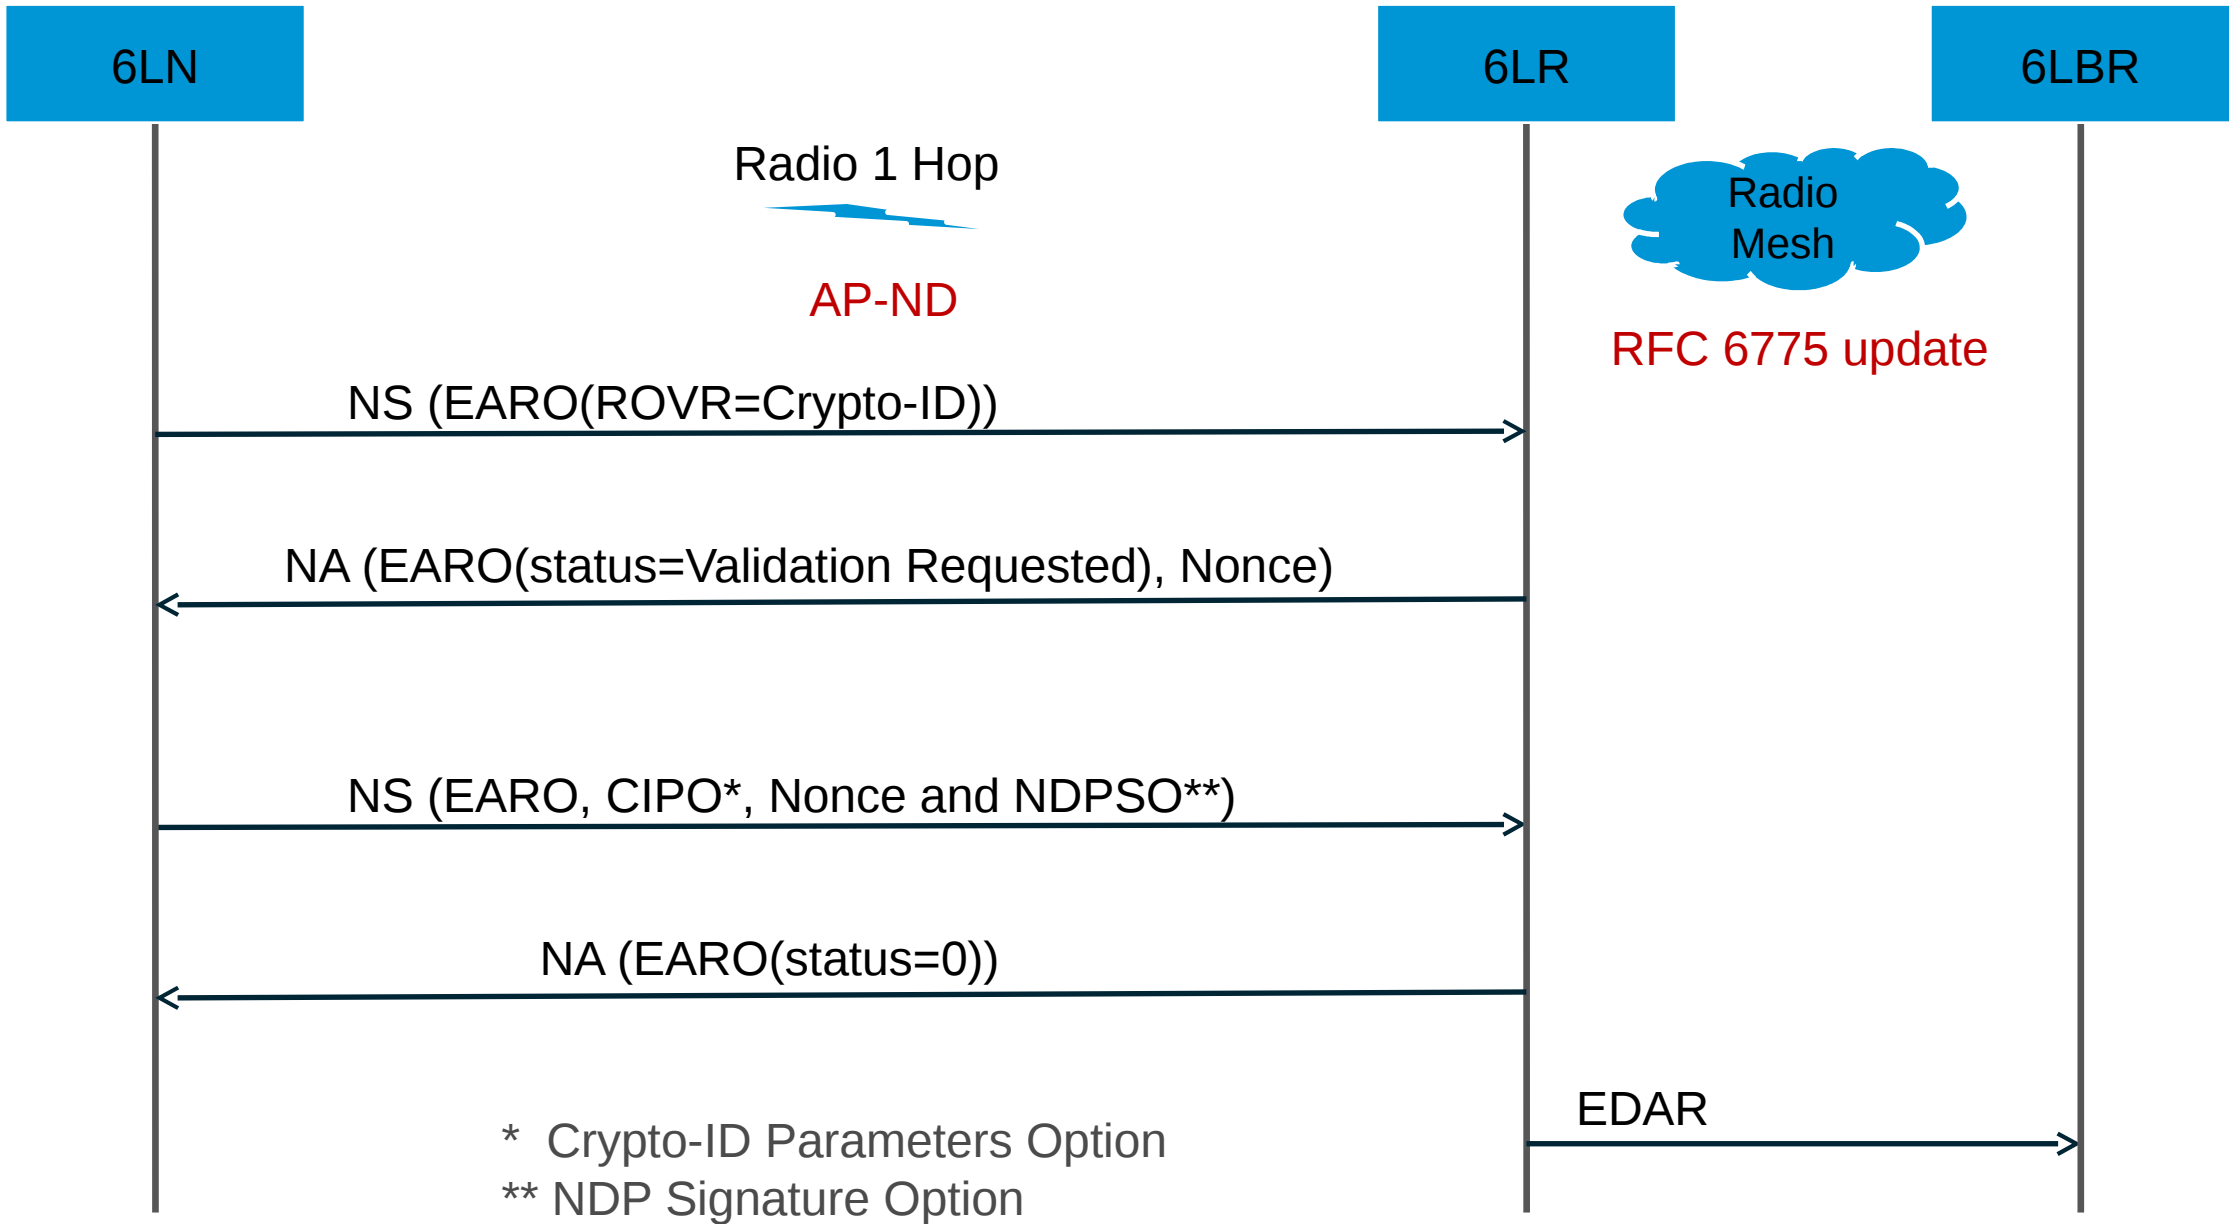 6LN
6LR
6LBR
Radio 1 Hop
Radio
Mesh
AP-ND
RFC 6775 update
NS (EARO(ROVR=Crypto-ID))
NA (EARO(status=Validation Requested), Nonce)
NS (EARO, CIPO*, Nonce and NDPSO**)
NA (EARO(status=0))
EDAR
*  Crypto-ID Parameters Option
** NDP Signature Option